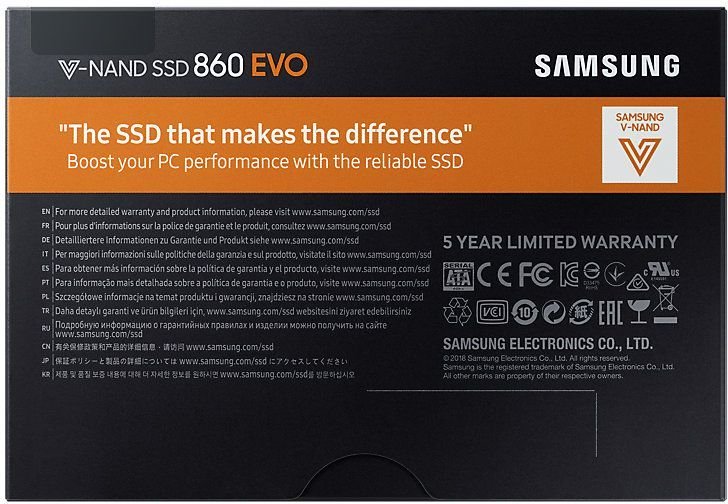 V-NAND SSD 860 EVO
SAMSUNG
"The SSD that makes the difference"
Boost your PC performance with the reliable SSD
SAMSUNG
V-NAND
EN For more detailed warranty and product information, please visit www.samsung.com/ssd
FR Pour plus d'informations sur la police de garantie et le produit, consultez www.samsung.com/ssd
DE Detailliertere Informationen zu Garantie und Produkt siehe www.samsung.com/ssd
IT Per maggiori informazioni sulle politiche della garanzia e sul prodotto, visitate il sito www.samsung.com/ssd
ES Para obtener más información sobre la política de garantía y el producto, visite www.samsung.com/ssd
PT Para informação mais detalhada sobre a política de garantia e o produto, visite www.samsung.com/ssd
PL Szczegółowe informacje na temat produktu i gwarancji, znajdziesz na stronie www.samsung.com/ssd
TR Daha detaylı garanti ve ürün bilgileri için, www.samsung.com/ssd websitesini ziyaret edebilirsiniz
RU Подробную информацию о гарантийных правилах и изделии можно получить на сайте
www.samsung.com/ssd
CN 有关保修政策和产品的详细信息，请访问 www.samsung.com/ssd
JP 保証ポリシーと製品の詳細については www.samsung.com/ssd にアクセスしてください
KR 제품 및 품질 보증 내용에 대해 더 자세한 정보를 원하시면 www.samsung.com/ssd를 방문하십시오
5 YEAR LIMITED WARRANTY
SERIAL
ATA
CE FC
D33475
RoHS
c US
VCI
10
EAC
SAMSUNG ELECTRONICS CO., LTD.
© 2018 Samsung Electronics Co., Ltd. All rights reserved.
Samsung is the registered trademark of Samsung Electronics Co., Ltd.
All other marks are property of their respective owners.